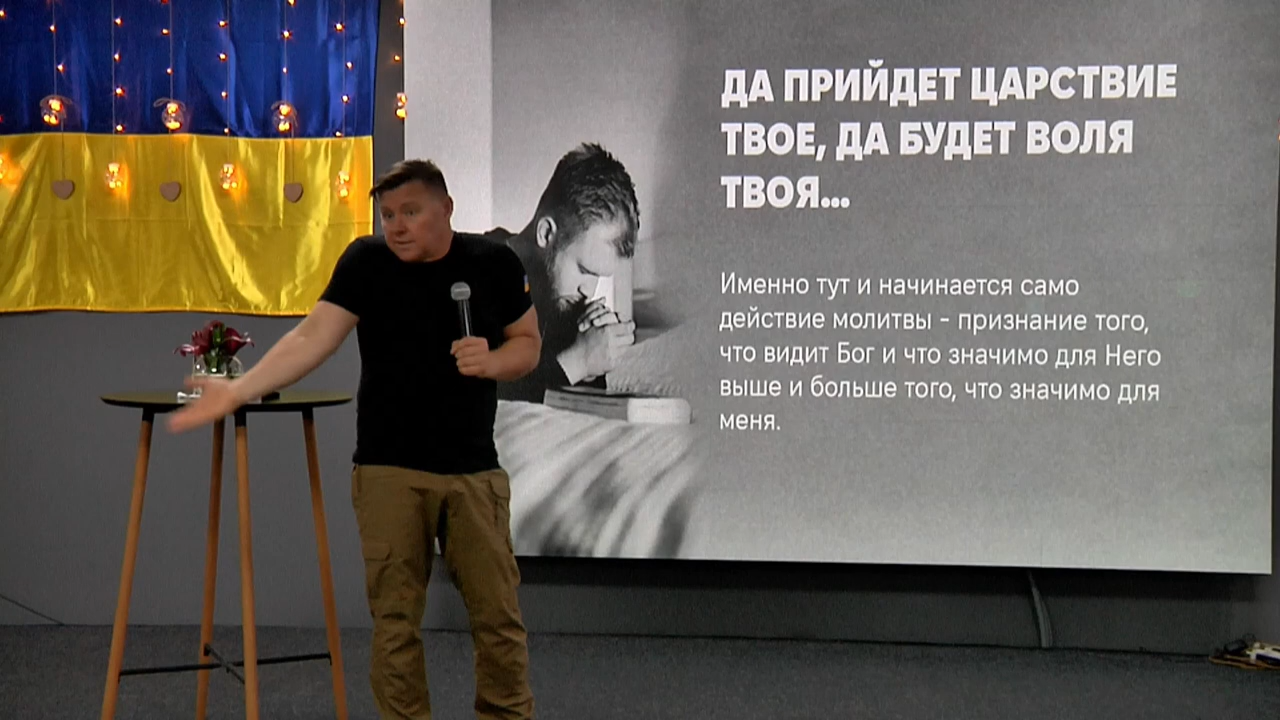 ДА ПРИЙДЕТ ЦАРСТВИЕ
ТВОЕ, ДА БУДЕТ ВОЛЯ
ТВОЯ...
Именно тут и начинается само
действие молитвы - признание того,
что видит Бог и что значимо для Него
выше и больше того, что значимо для
меня.